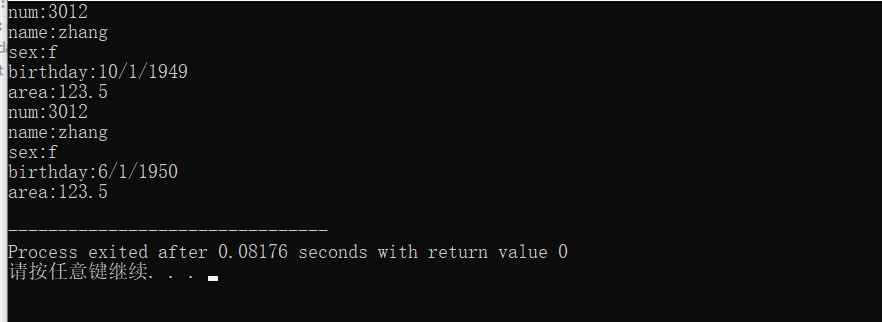 num:3012
name:zhang
sex:f
birthday:10/1/1949
area:123.5
num:3012
name:zhang
sex:f
birthday:6/1/1950
area:123.5
--------------------------------
Process exited after 0.08176 seconds with return value 0
请按任意键继续. . .